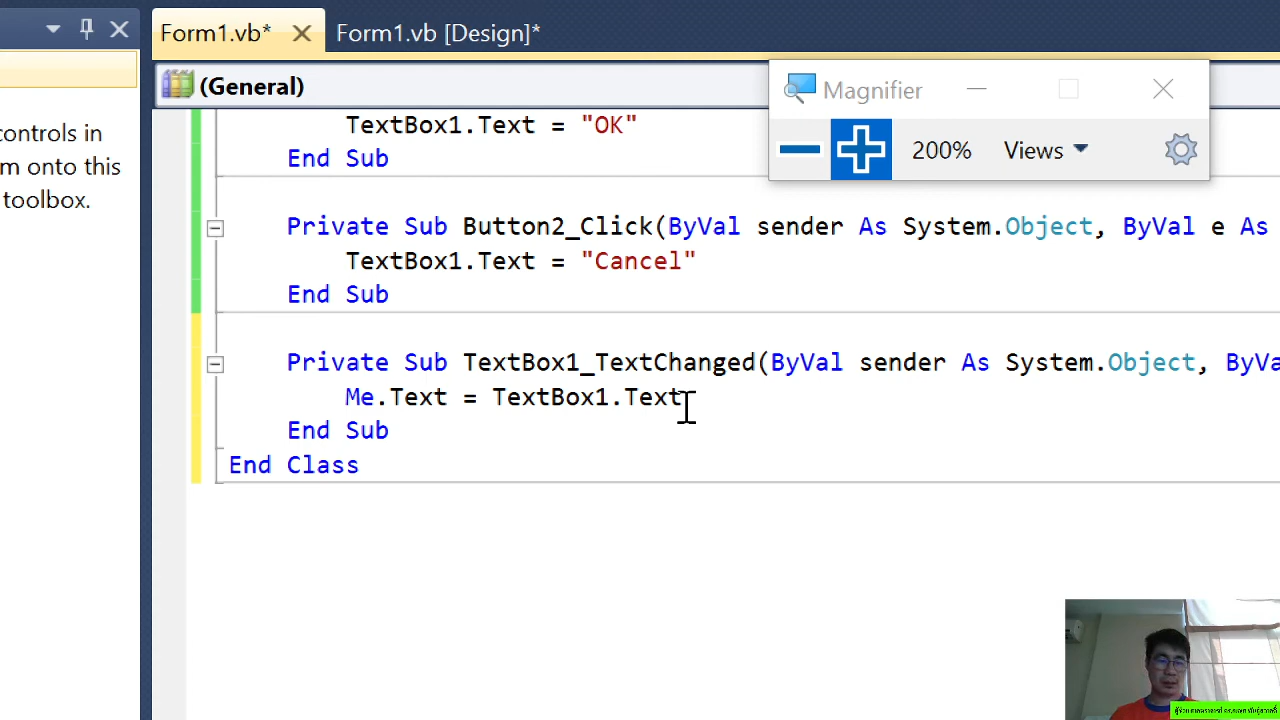 Form1.vb*
Form1.vb [Design]*
(General)
Magnifier
200%
Views
controls in
m onto this
toolbox.
TextBox1.Text = "OK"
End Sub
Private Sub Button2_Click(ByVal sender As System.Object, ByVal e As
TextBox1.Text = "Cancel"
End Sub
Private Sub TextBox1_TextChanged(ByVal sender As System.Object, ByVa
Me.Text = TextBox1.Text
End Sub
End Class